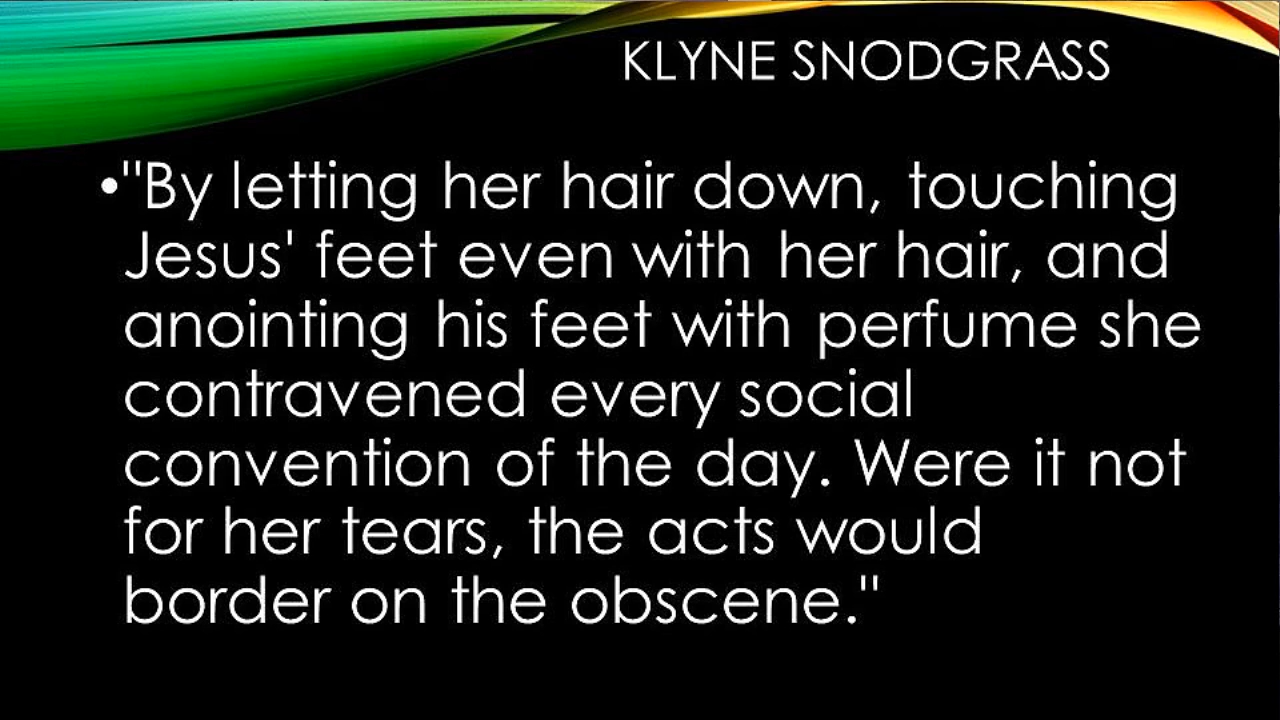 KLYNE SNODGRASS
•"By letting her hair down, touching
Jesus' feet even with her hair, and
anointing his feet with perfume she
contravened every social
convention of the day. Were it not
for her tears, the acts would
border on the obscene."